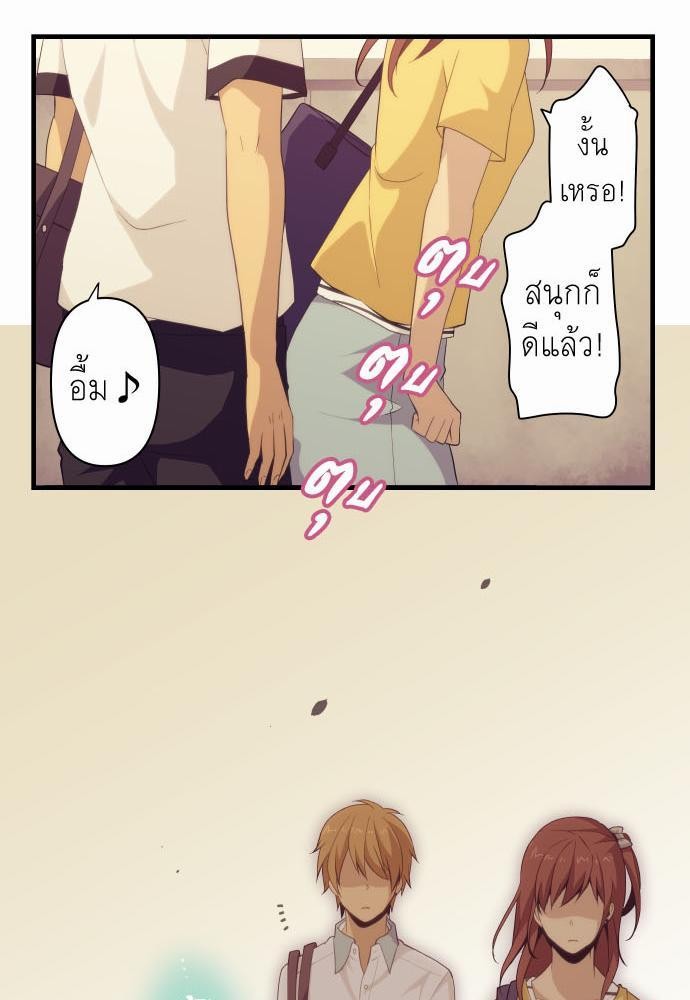 งั้น
เหรอ!
สนุกก็
ดีแล้ว!
อื้ม♪
ตุบ
ตุบ
ตุบ